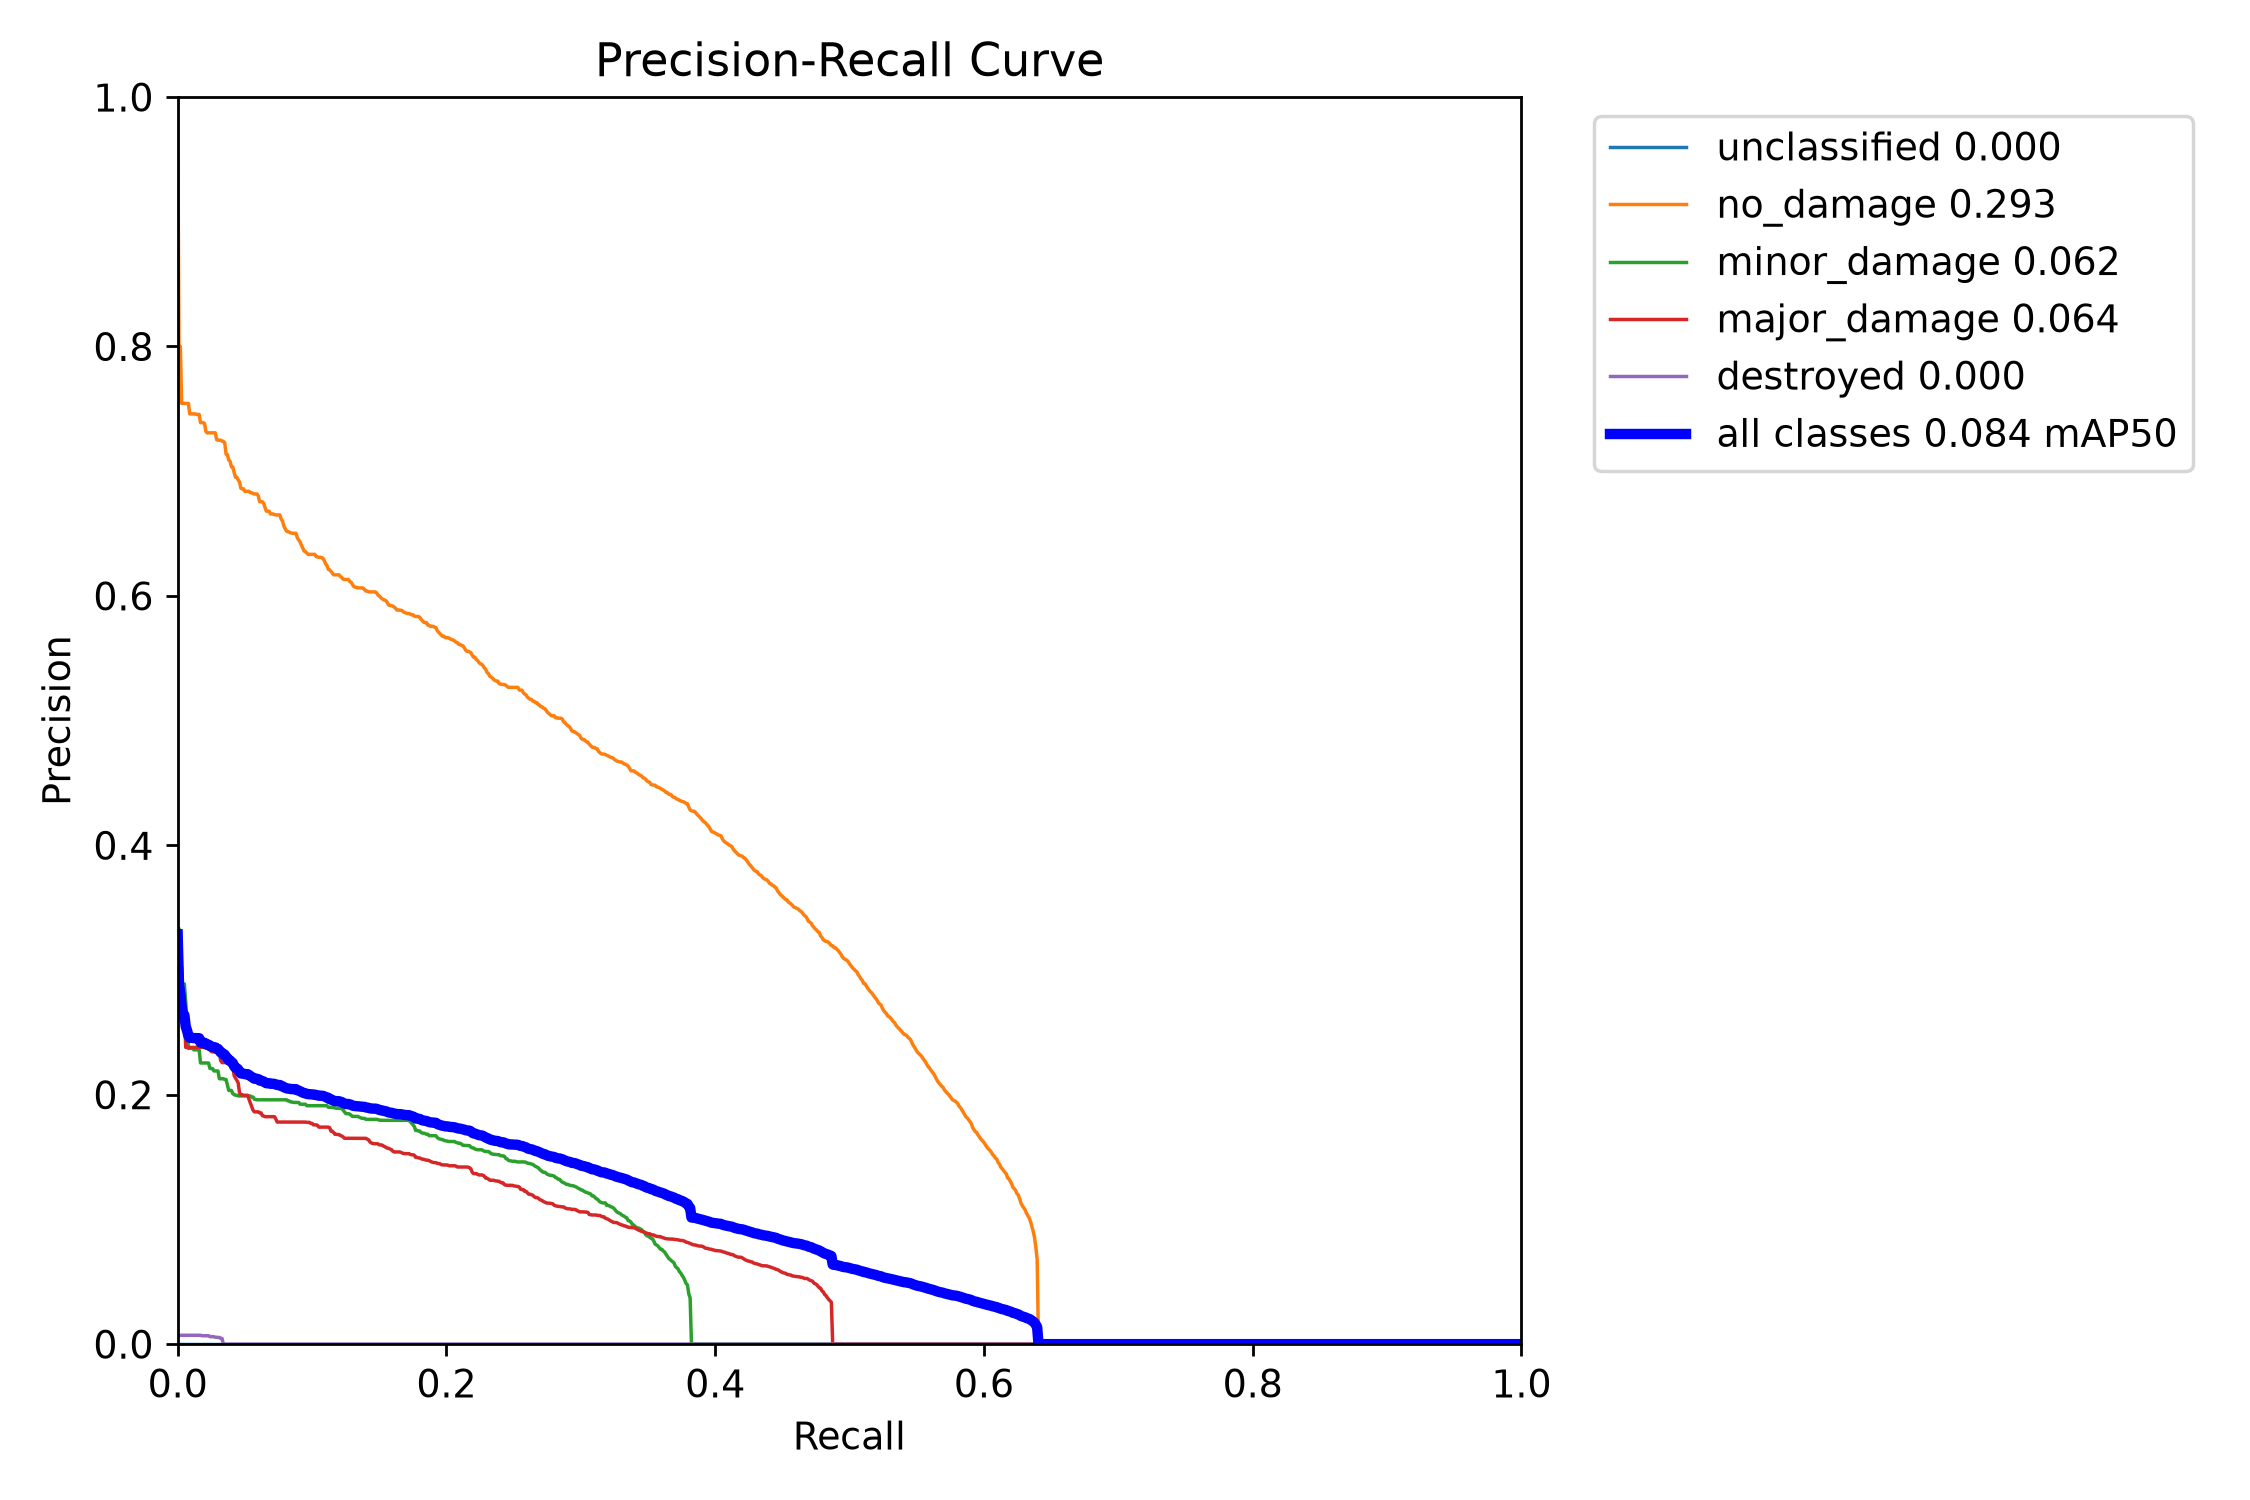 Precision-Recall Curve
1.0
0.8
0.6
0.4
0.2
0.0
Precision
0.0 0.2 0.4 0.6 0.8 1.0
Recall
unclassified 0.000
no_damage 0.293
minor_damage 0.062
major_damage 0.064
destroyed 0.000
all classes 0.084 mAP50